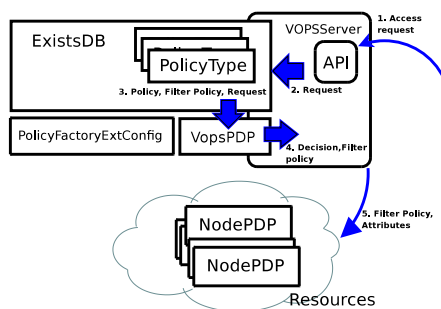 ExistsDB
PolicyType
3. Policy, Filter Policy, Request
VOPSServer
API
1. Access
request
2. Request
PolicyFactoryExtConfig
VopsPDP
4. Decision,Filter
policy
5. Filter Policy,
Attributes
NodePDP
NodePDP
Resources